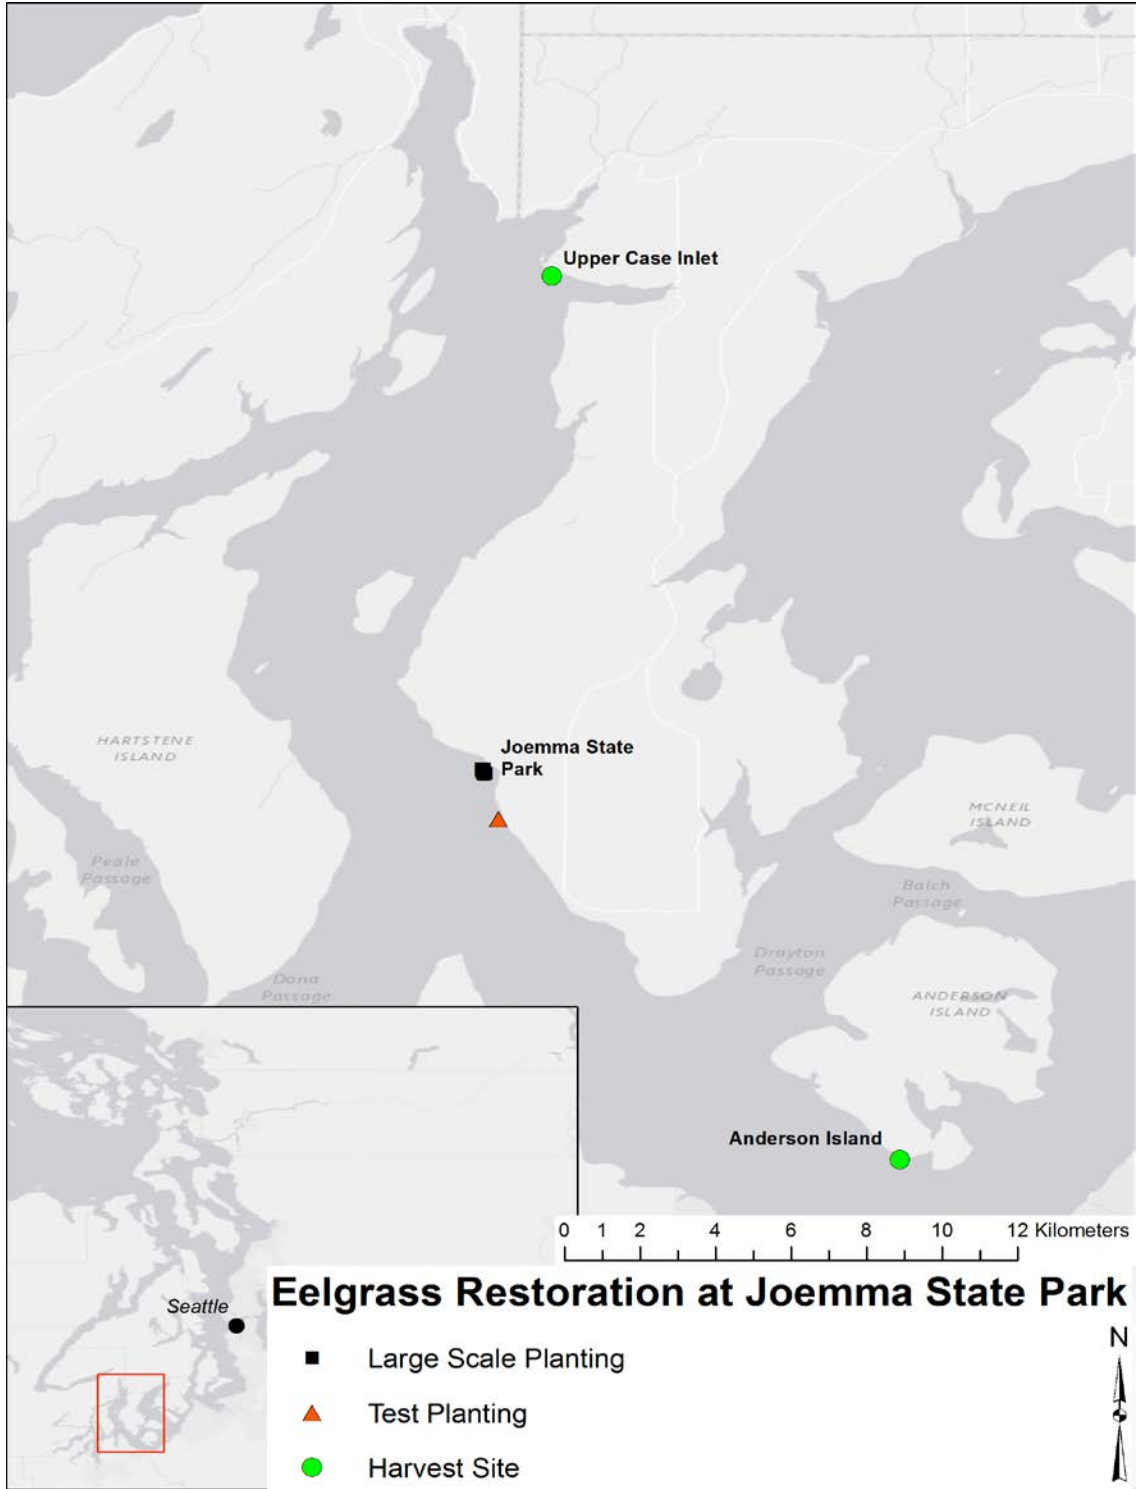 Upper Case Inlet
Joemma State
Park
HARTSTENE
ISLAND
MCNEIL
ISLAND
Peale
Passage
Balch
Passage
Drayton
Passage
Dana
Passage
ANDERSON
ISLAND
Anderson Island
0 1 2 4 6 8 10 12 Kilometers
Seattle
Eelgrass Restoration at Joemma State Park
N
Large Scale Planting
Test Planting
Harvest Site